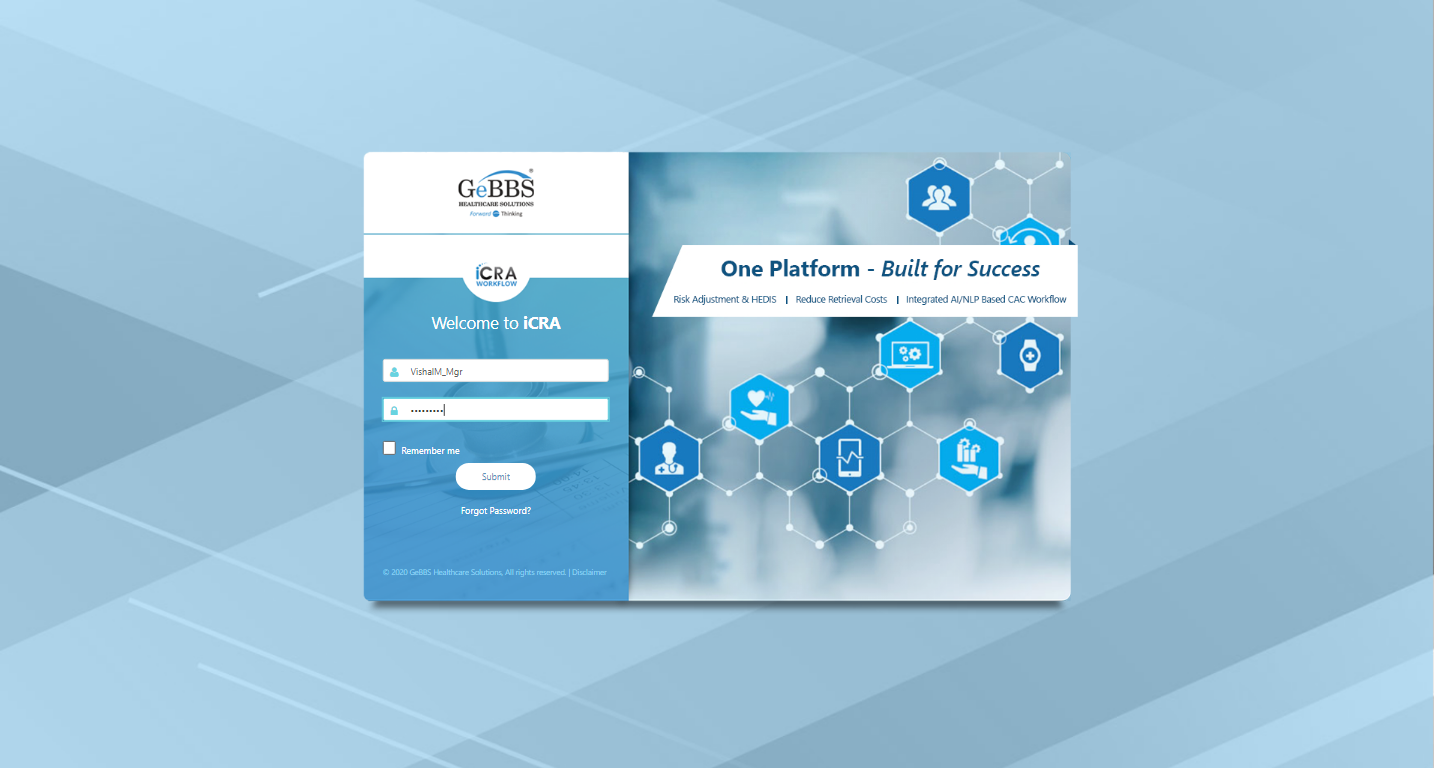 GeBBS®
HEALTHCARE SOLUTIONS
Forward Thinking
iCRA
WORKFLOW
Welcome to iCRA
VishalM_Mgr
•••••••••
Remember me
Submit
Forgot Password?
© 2020 GeBBS Healthcare Solutions, All rights reserved. | Disclaimer
One Platform - Built for Success
Risk Adjustment & HEDIS | Reduce Retrieval Costs | Integrated AI/NLP Based CAC Workflow